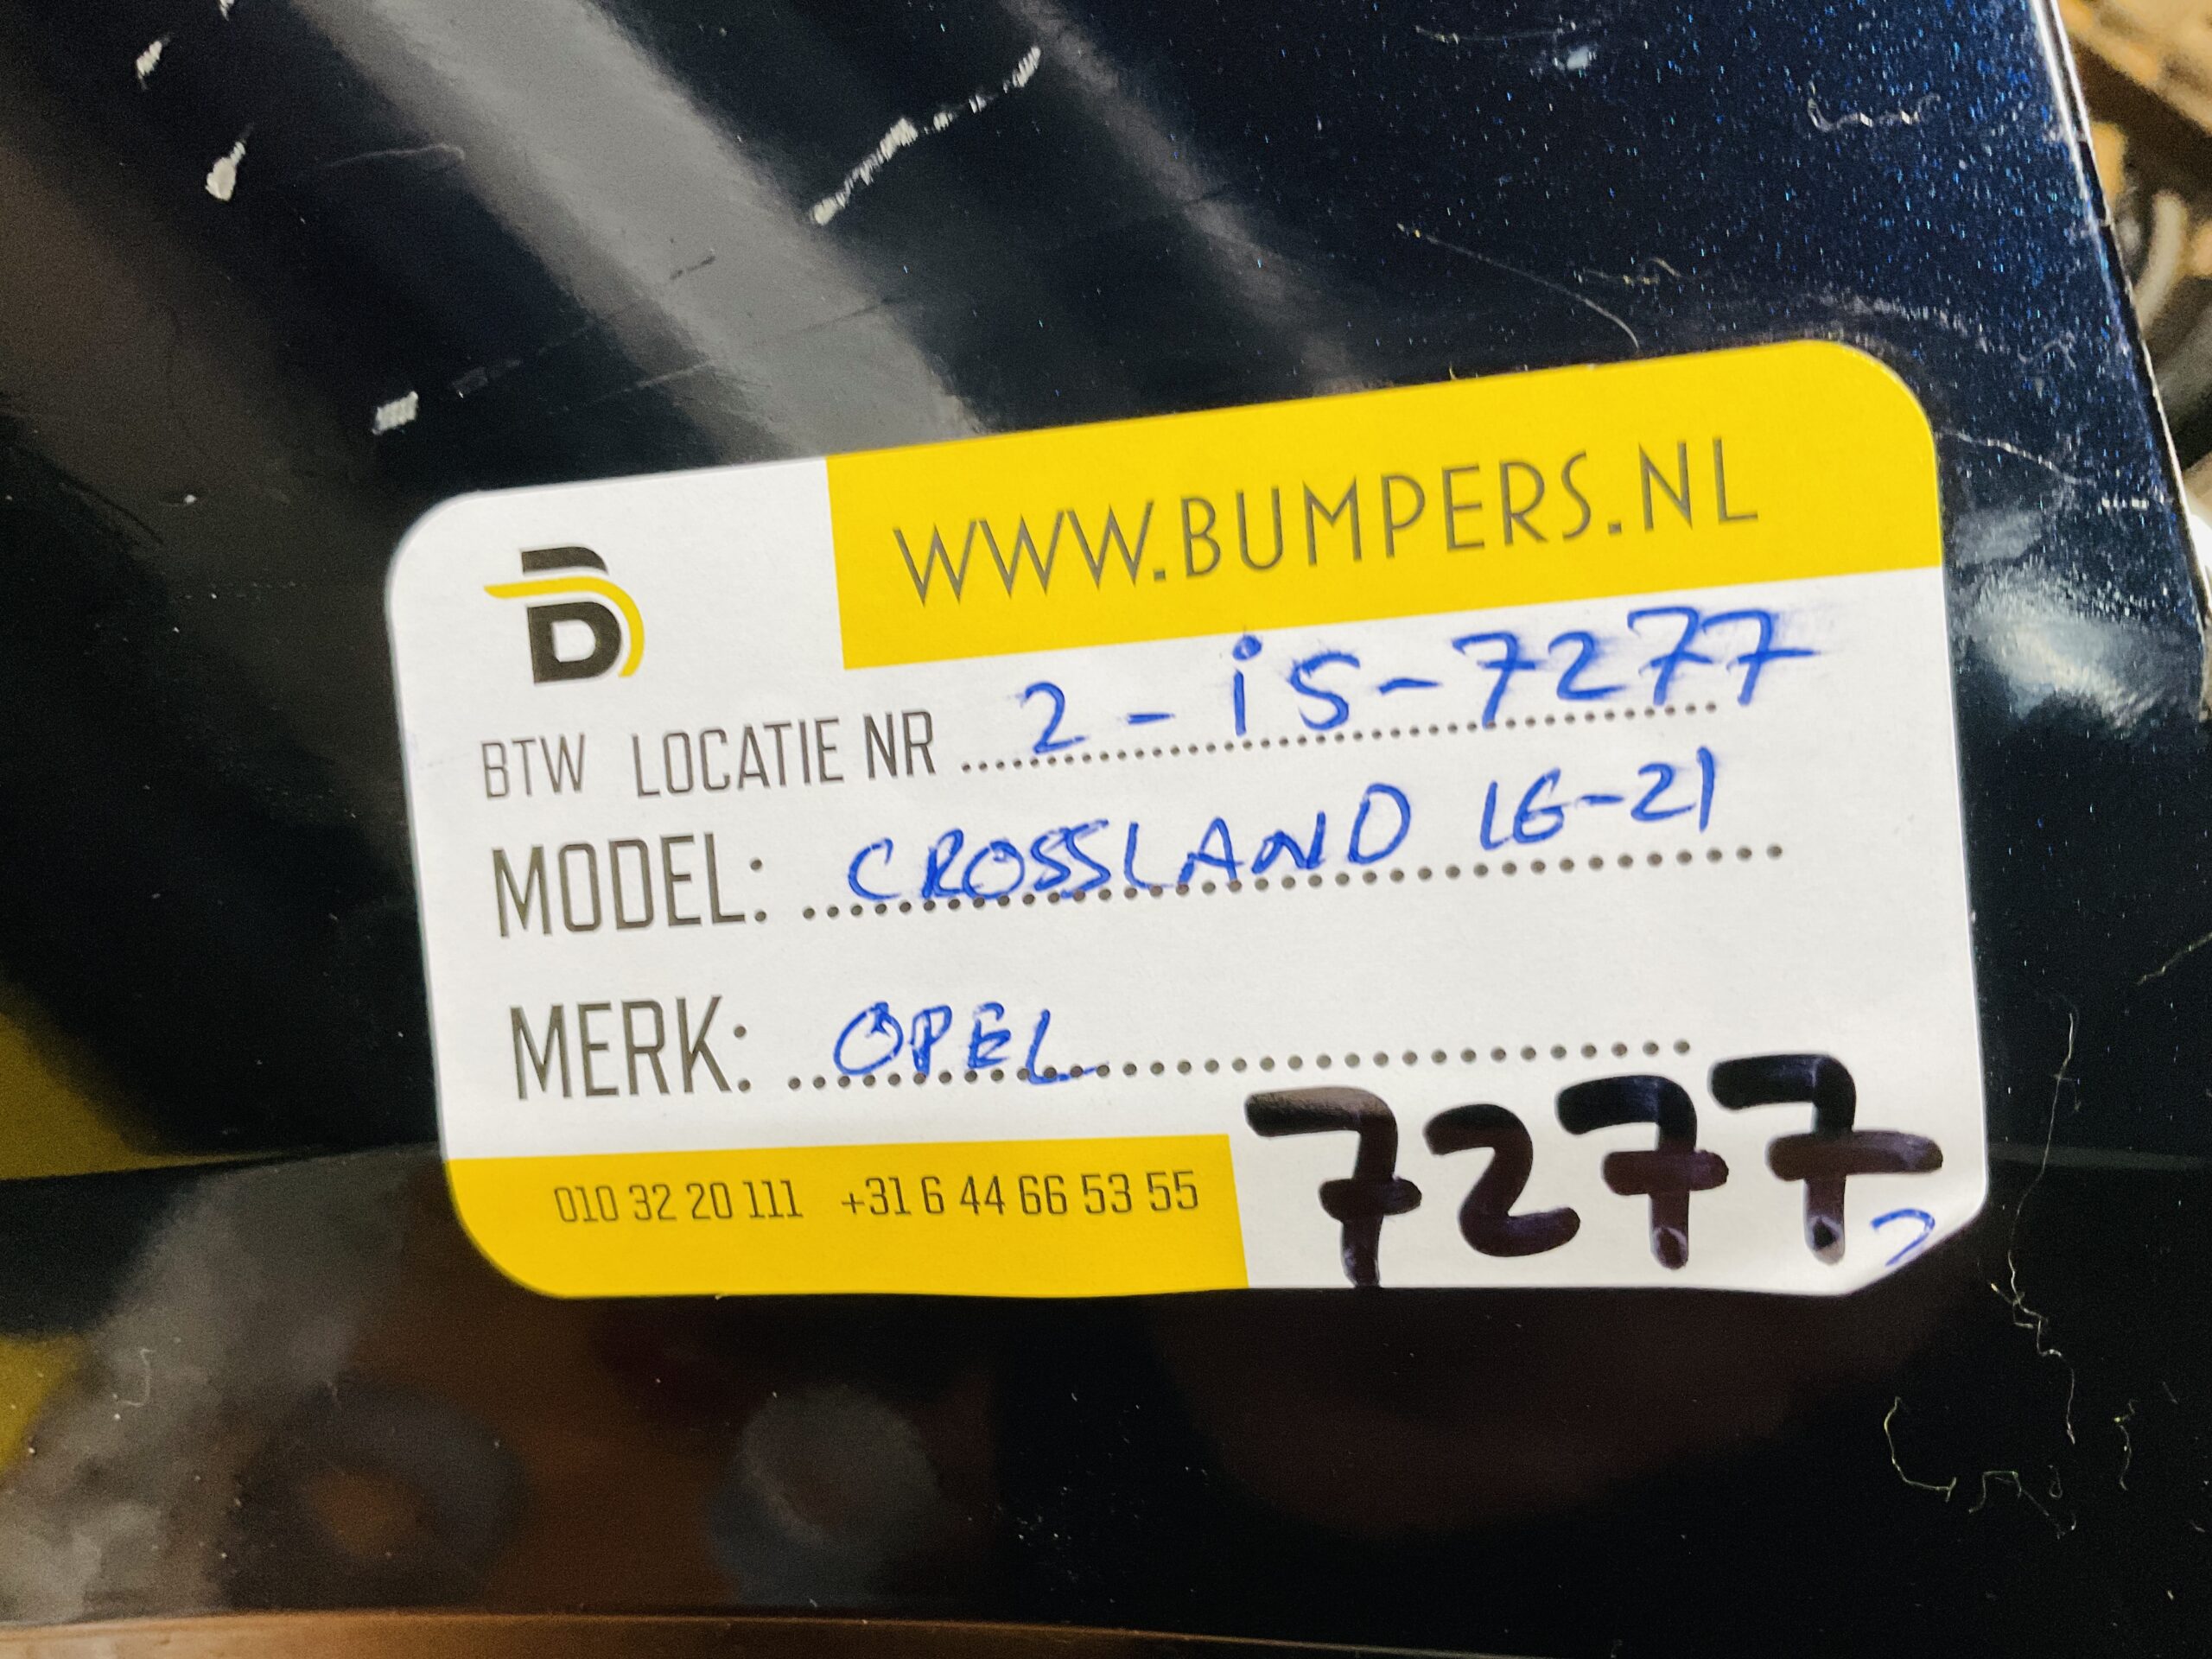 WWW.BUMPERS.NL
BTW LOCATIE NR 2-iS-7277
MODEL: CROSSLAND 16-21
MERK: OPEL
7277
010 32 20 111 +31 6 44 66 53 55